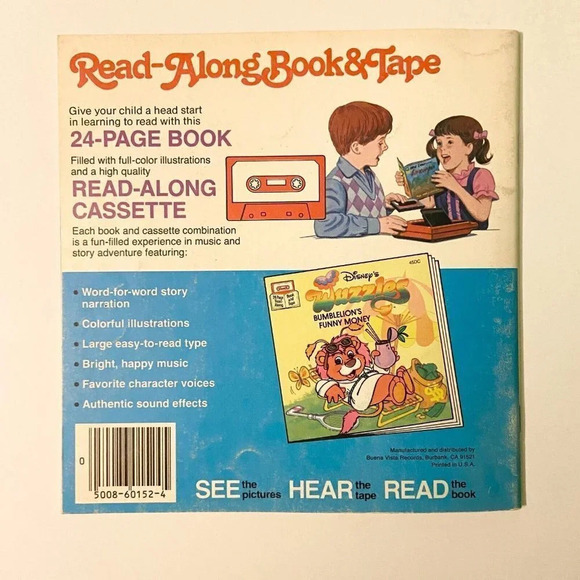 Read-Along Book & Tape
Give your child a head start
in learning to read with this
24-PAGE BOOK
Filled with full-color illustrations
and a high quality
READ-ALONG
CASSETTE
Each book and cassette combination
is a fun-filled experience in music and
story adventure featuring:
• Word-for-word story
narration
• Colorful illustrations
• Large easy-to-read type
• Bright, happy music
• Favorite character voices
• Authentic sound effects
Disney's
Wuzzles
BUMBLELION'S
FUNNY MONEY
Manufactured and distributed by
Buena Vista Records, Burbank, CA 91521
Printed in U.S.A.
0
5008-60152-4
SEE the pictures HEAR the tape READ the book